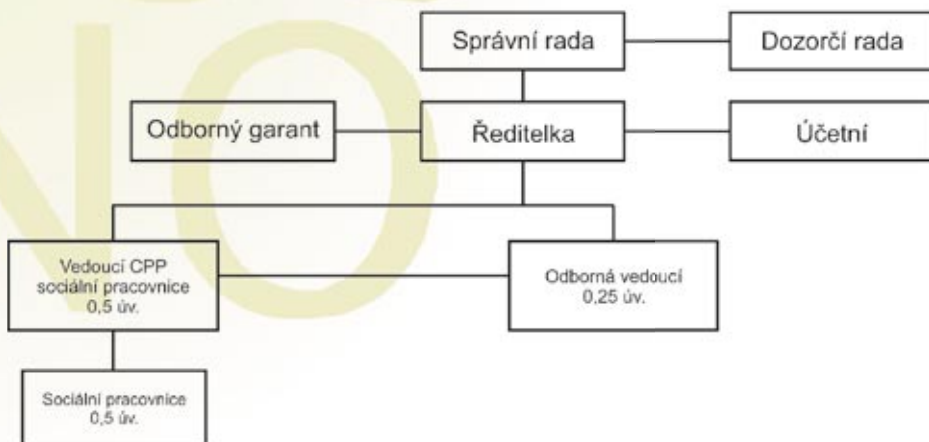 NO
Správní rada
Dozorčí rada
Odborný garant
Ředitelka
Účetní
Vedoucí CPP
sociální pracovnice
0,5 úv.
Odborná vedoucí
0,25 úv.
Sociální pracovnice
0,5 úv.